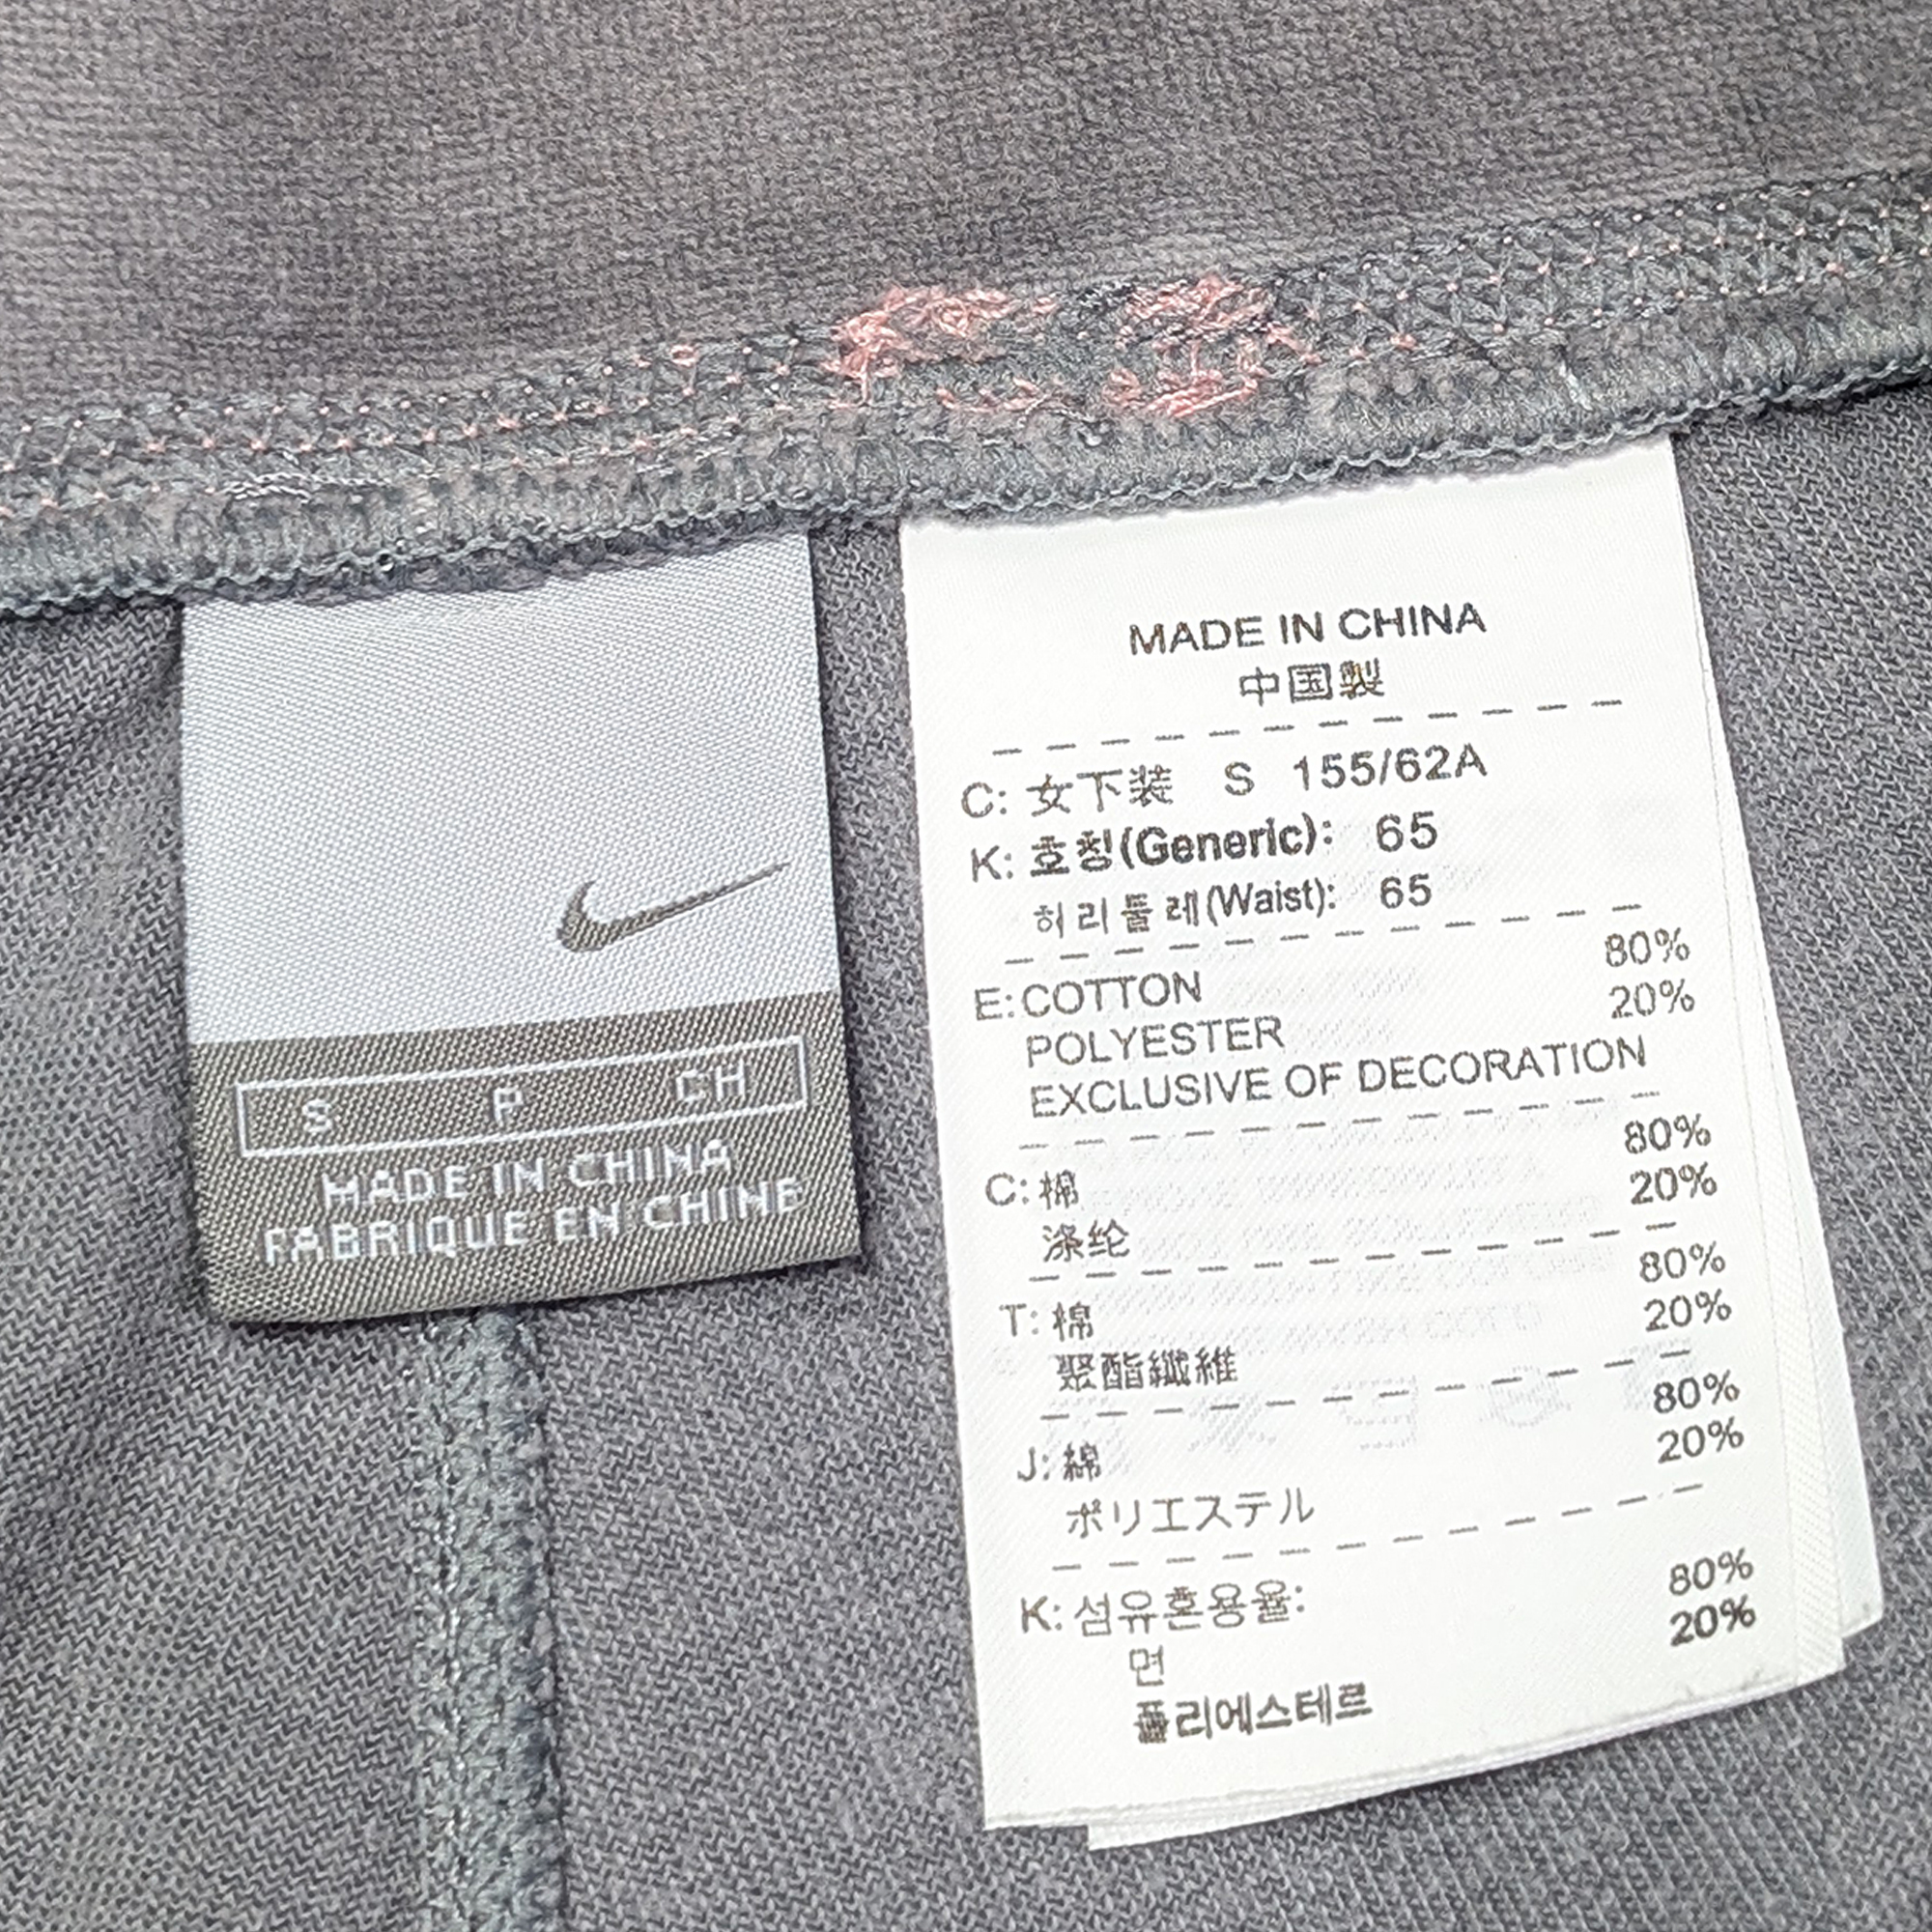 S P CH
MADE IN CHINA
FABRIQUE EN CHINE
MADE IN CHINA
中国製
C: 女下装 S 155/62A
K: 호칭(Generic): 65
허리둘레(Waist): 65
E: COTTON 80%
POLYESTER 20%
EXCLUSIVE OF DECORATION
C: 棉 80%
涤纶 20%
T: 棉 80%
聚酯纖維 20%
J: 綿 80%
ポリエステル 20%
K: 섬유혼용율:
면 80%
폴리에스테르 20%